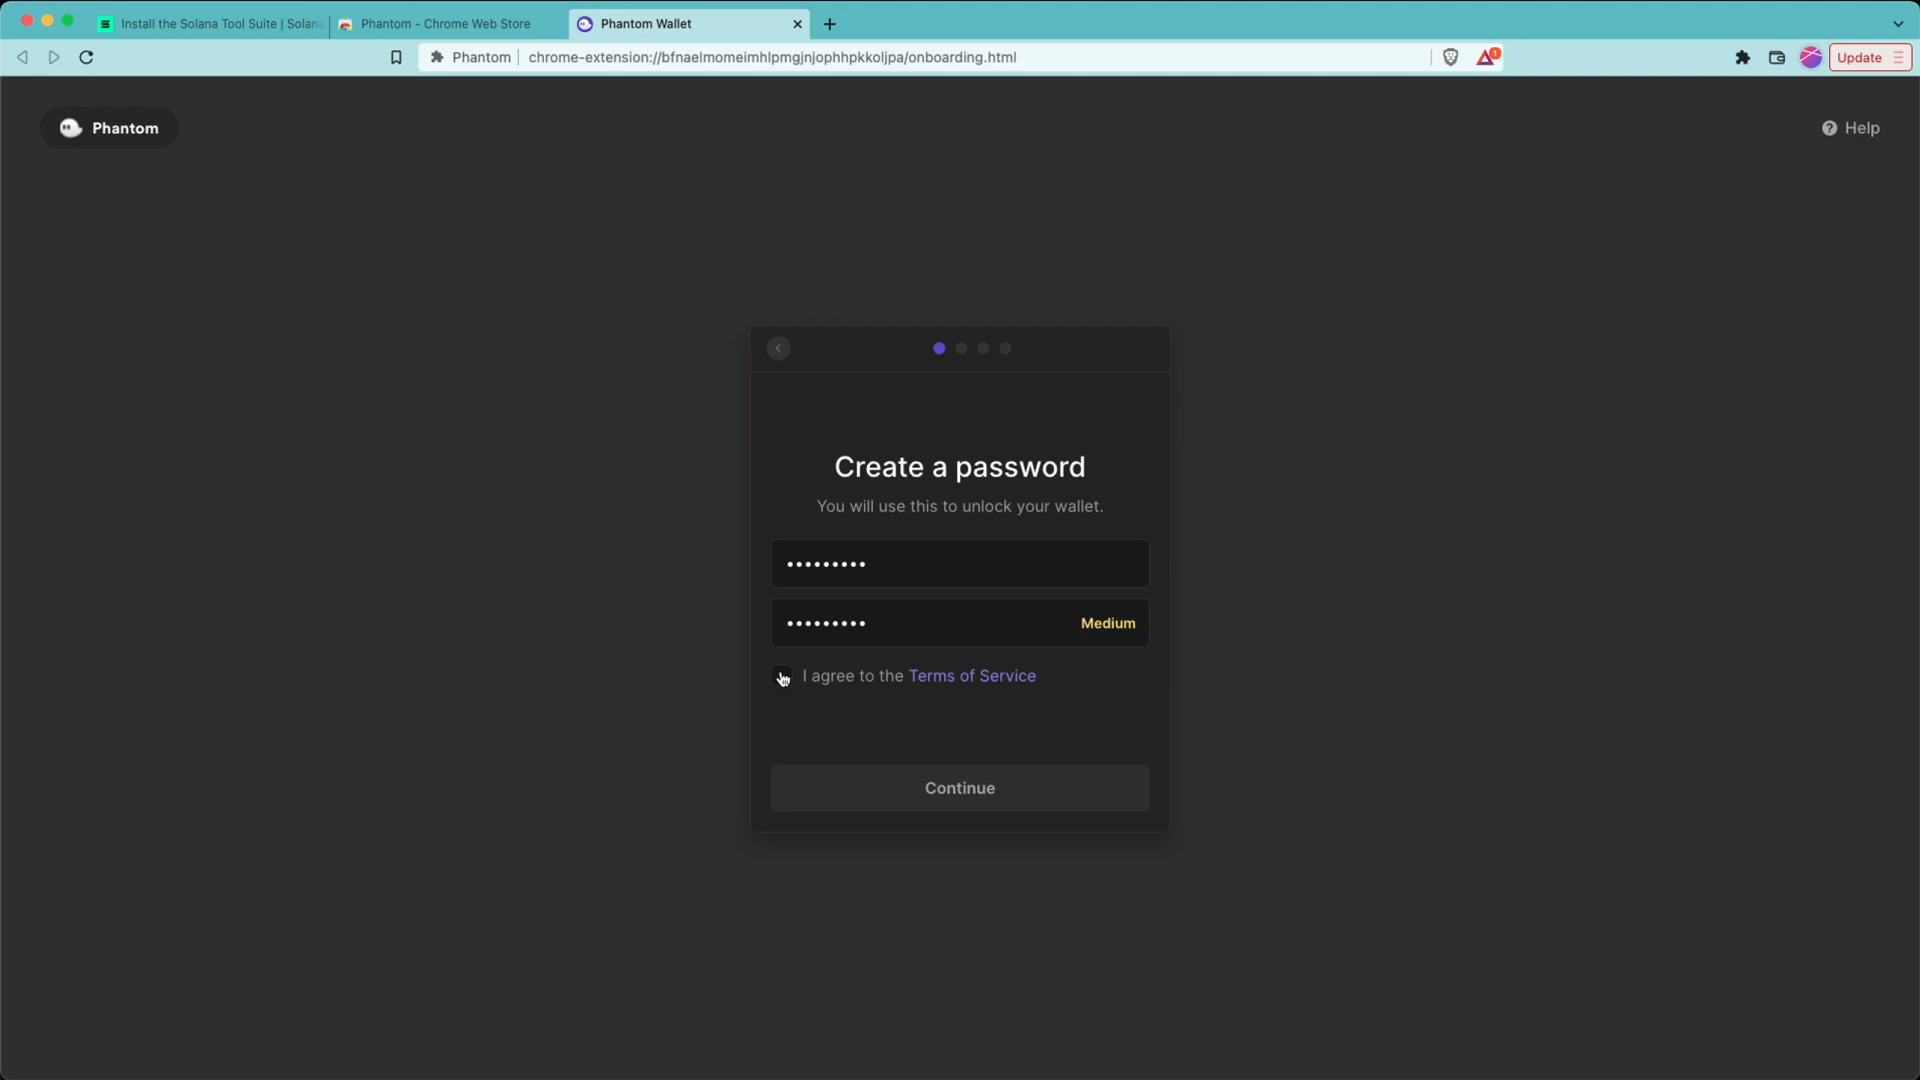 Install the Solana Tool Suite | Solana
Phantom - Chrome Web Store
Phantom Wallet
Phantom
chrome-extension://bfnaelmomeimhlpmgjnjophhpkkoljpa/onboarding.html
1
Update
Phantom
Help
Create a password
You will use this to unlock your wallet.
•••••••••
•••••••••
Medium
I agree to the Terms of Service
Continue